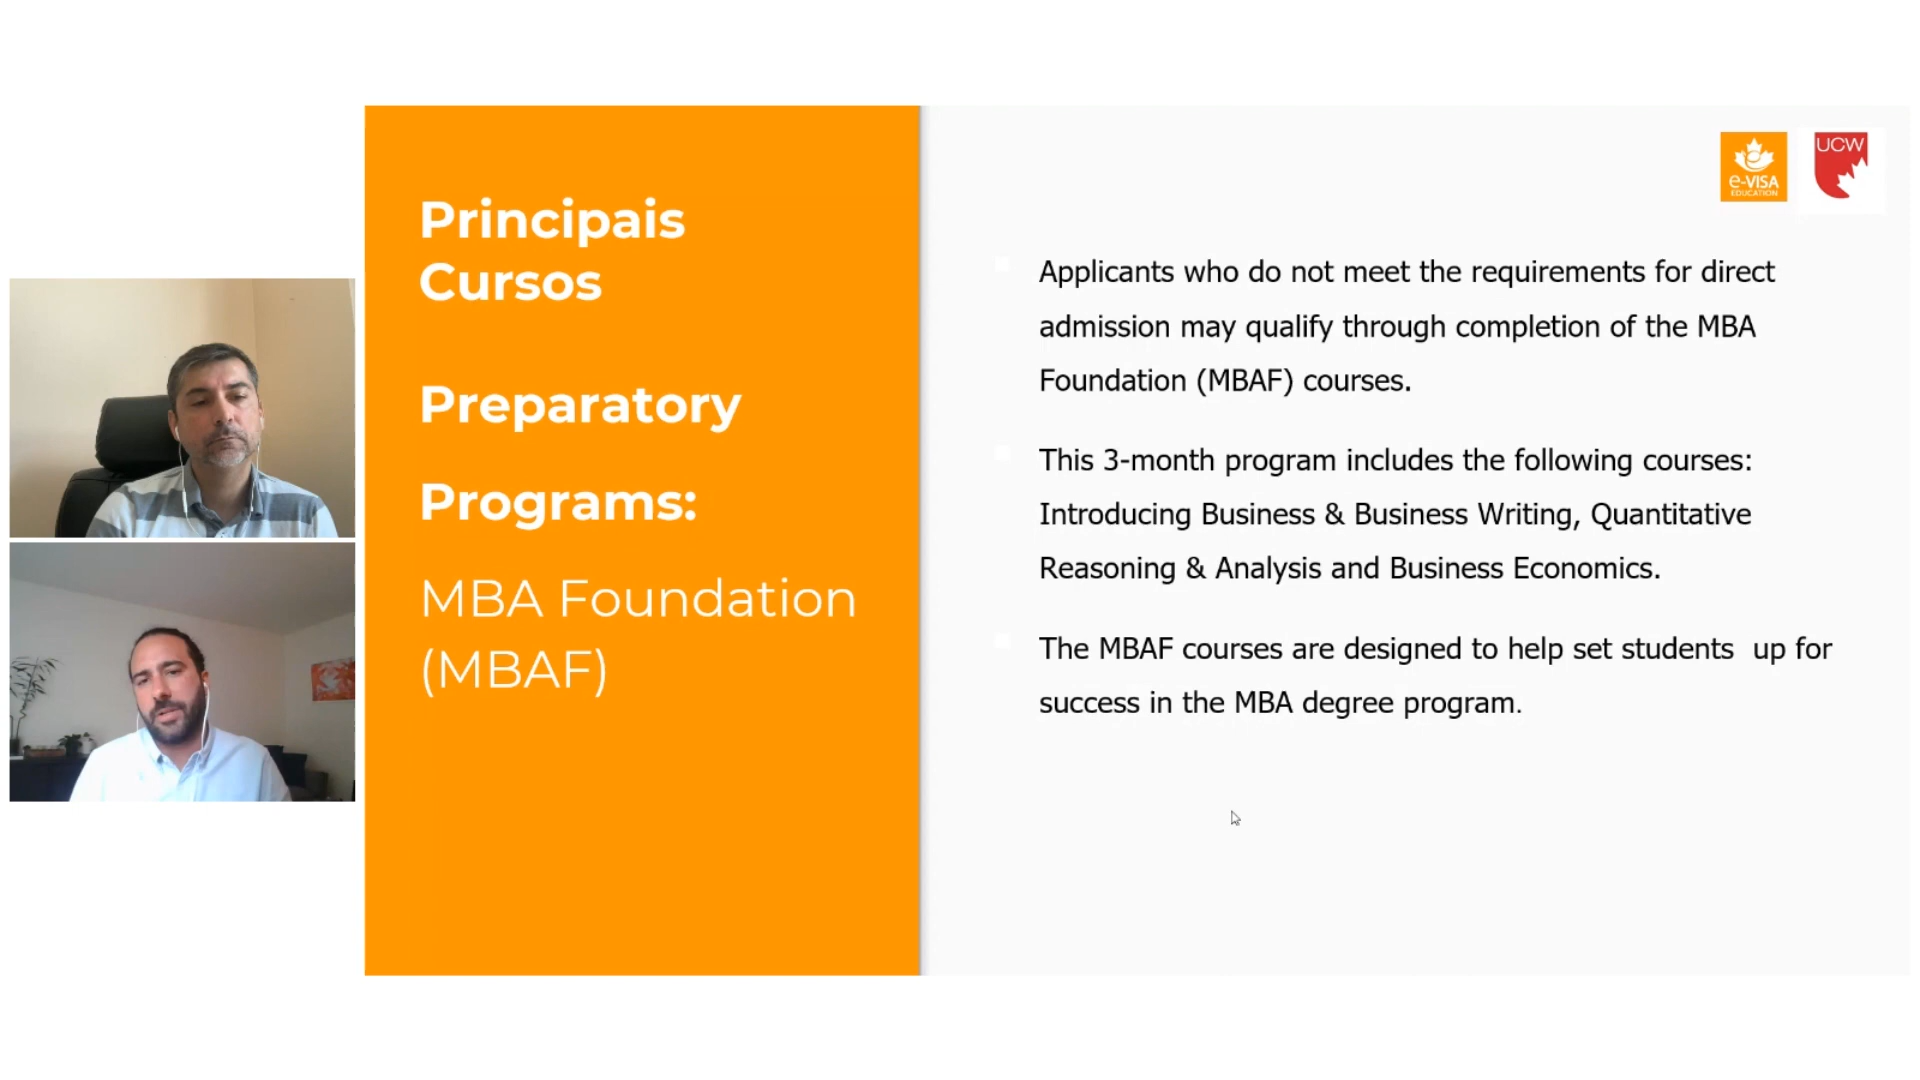 Principais
Cursos
Preparatory
Programs:
MBA Foundation
(MBAF)
e-VISA
EDUCATION
UCW
Applicants who do not meet the requirements for direct
admission may qualify through completion of the MBA
Foundation (MBAF) courses.
This 3-month program includes the following courses:
Introducing Business & Business Writing, Quantitative
Reasoning & Analysis and Business Economics.
The MBAF courses are designed to help set students  up for
success in the MBA degree program.